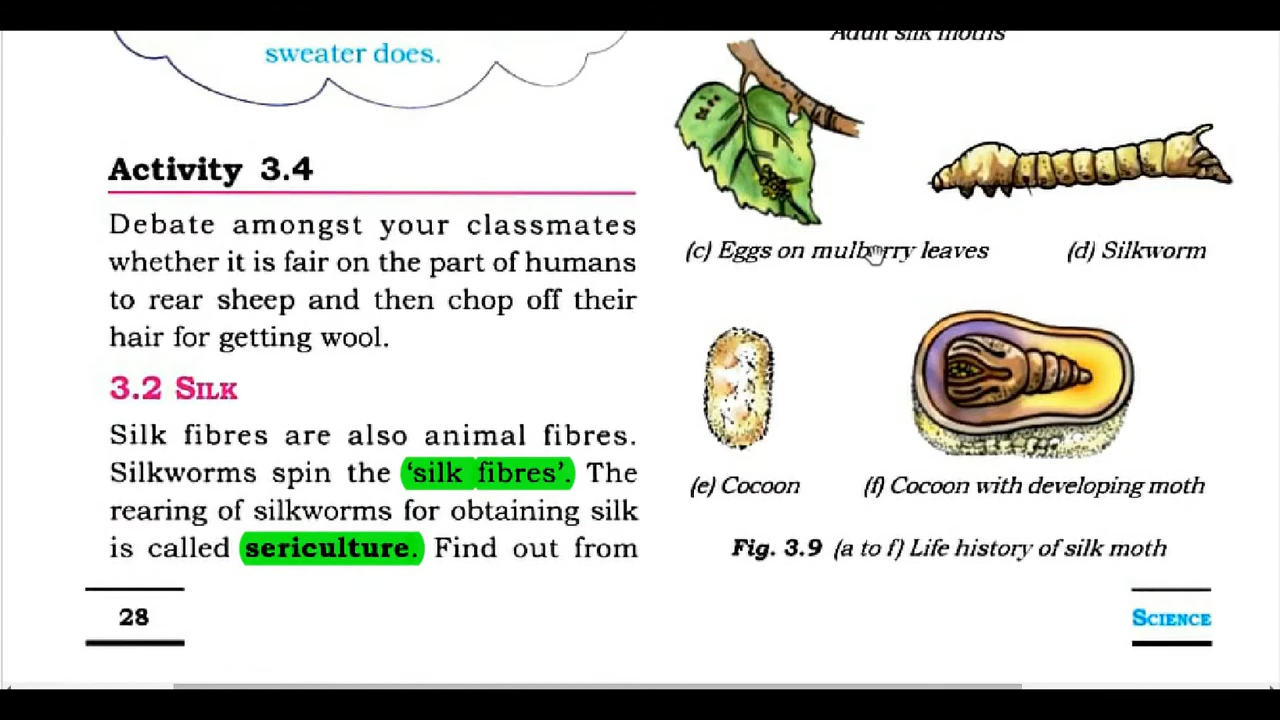 sweater does.
Activity 3.4
Debate amongst your classmates
whether it is fair on the part of humans
to rear sheep and then chop off their
hair for getting wool.
3.2 SILK
Silk fibres are also animal fibres.
Silkworms spin the ‘silk fibres’. The
rearing of silkworms for obtaining silk
is called sericulture. Find out from
28
Adult silk moths
(c) Eggs on mulberry leaves
(d) Silkworm
(e) Cocoon
(f) Cocoon with developing moth
Fig. 3.9 (a to f) Life history of silk moth
SCIENCE